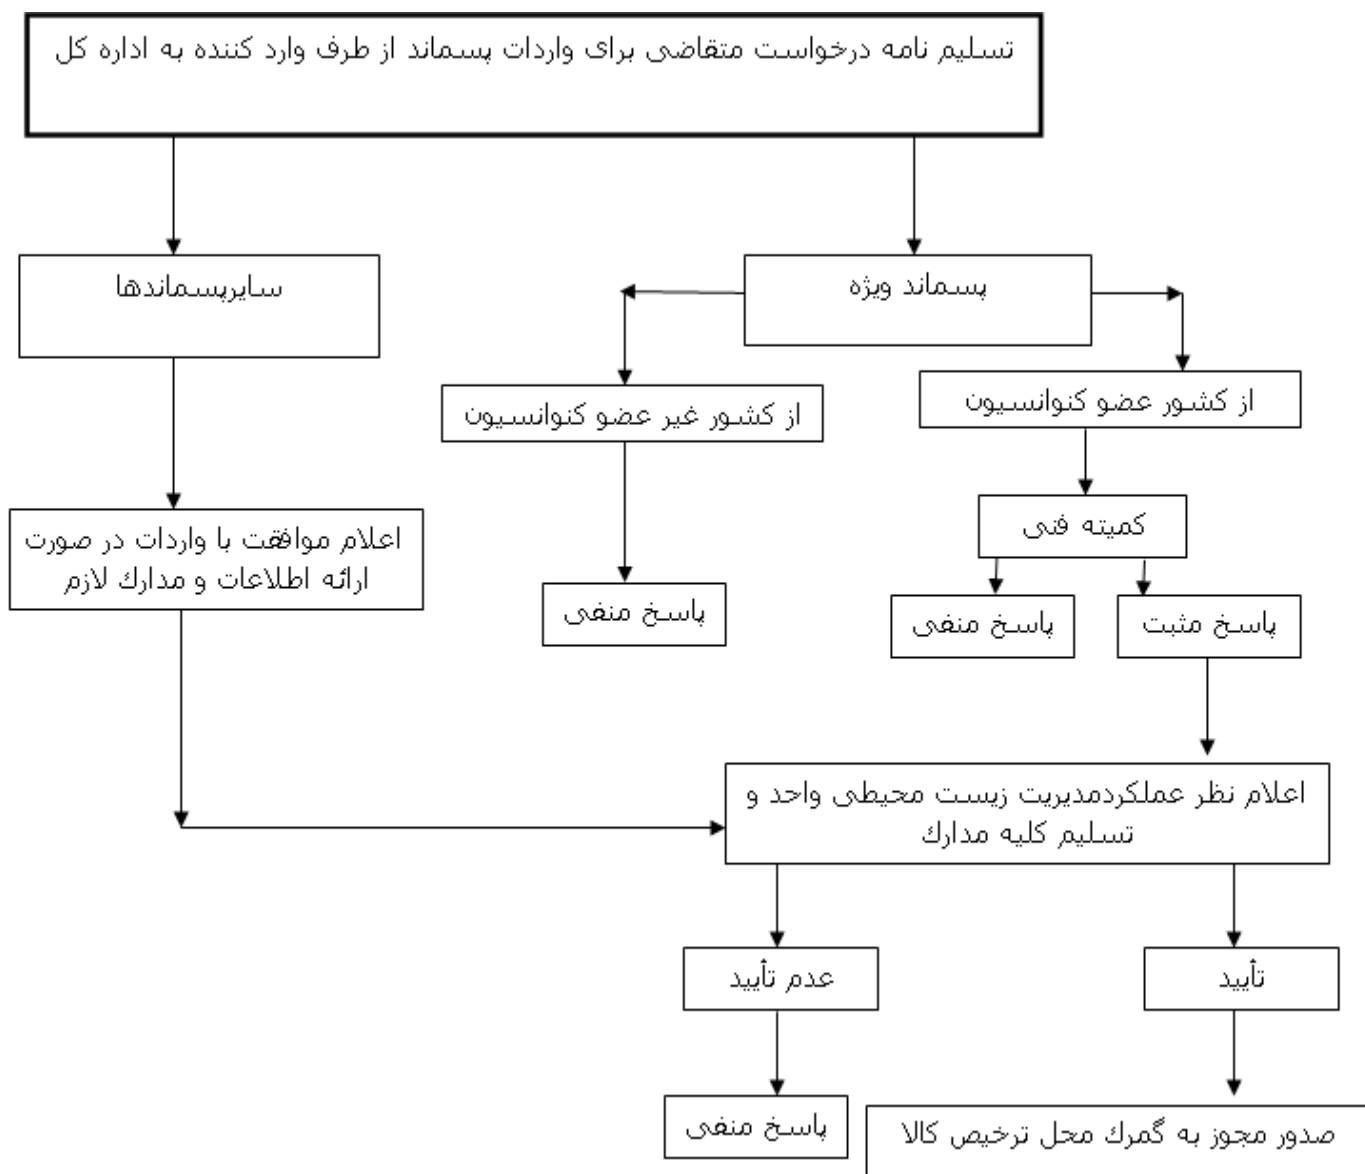 تسلیم نامه درخواست متقاضی برای واردات پسماند از طرف وارد کننده به اداره کل
پسماند ویژه
سایرپسماندها
از کشور عضو کنوانسیون
از کشور غیر عضو کنوانسیون
کمیته فنی
اعلام موافقت با واردات در صورت
ارائه اطلاعات و مدارك لازم
پاسخ مثبت
پاسخ منفی
پاسخ منفی
اعلام نظر عملکردمدیریت زیست محیطی واحد و
تسلیم کلیه مدارك
تأیید
عدم تأیید
صدور مجوز به گمرك محل ترخیص کالا
پاسخ منفی